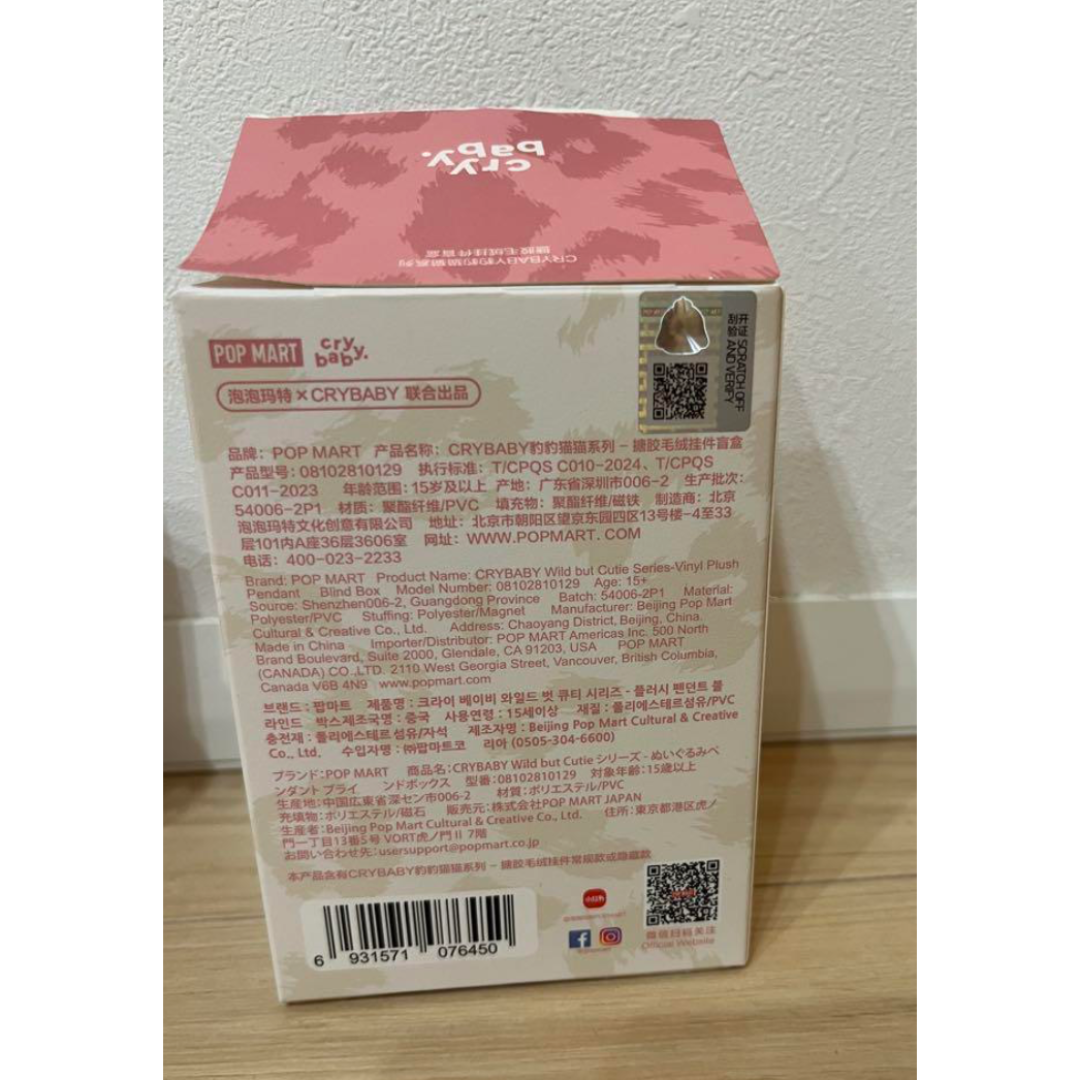 cry
baby.
CRYBABY豹豹猫猫系列
搪胶毛绒挂件盲盒
POP MART
cry
baby.
开证 SCRATCH OFF
刮验 AND VERIFY
泡泡玛特×CRYBABY 联合出品
品牌：POP MART 产品名称：CRYBABY豹豹猫猫系列 – 搪胶毛绒挂件盲盒
产品型号：08102810129 执行标准：T/CPQS C010-2024、T/CPQS
C011-2023 年龄范围：15岁及以上 产地：广东省深圳市006-2 生产批次：
54006-2P1 材质：聚酯纤维/PVC 填充物：聚酯纤维/磁铁 制造商：北京
泡泡玛特文化创意有限公司 地址：北京市朝阳区望京东园四区13号楼-4至33
层101内A座36层3606室 网址：WWW.POPMART. COM
电话：400-023-2233
Brand: POP MART Product Name: CRYBABY Wild but Cutie Series-Vinyl Plush
Pendant Blind Box Model Number: 08102810129 Age: 15+
Source: Shenzhen006-2, Guangdong Province Batch: 54006-2P1 Material:
Polyester/PVC Stuffing: Polyester/Magnet Manufacturer: Beijing Pop Mart
Cultural & Creative Co., Ltd. Address: Chaoyang District, Beijing, China.
Made in China Importer/Distributor: POP MART Americas Inc. 500 North
Brand Boulevard, Suite 2000, Glendale, CA 91203, USA POP MART
(CANADA) CO.,LTD. 2110 West Georgia Street, Vancouver, British Columbia,
Canada V6B 4N9 www.popmart.com
브랜드 : 팝마트 제품명 : 크라이 베이비 와일드 벗 큐티 시리즈 - 플러시 펜던트 블
라인드 박스제조국명 : 중국 사용연령 : 15세이상 재질 : 폴리에스테르섬유/PVC
충전재 : 폴리에스테르섬유/자석 제조자명 : Beijing Pop Mart Cultural & Creative
Co., Ltd. 수입자명 : ㈜팝마트코 리아 (0505-304-6600)
ブランド：POP MART 商品名：CRYBABY Wild but Cutie シリーズ - ぬいぐるみペ
ンダント ブライ ンドボックス 型番：08102810129 対象年齢：15歳以上
生産地：中国広東省深セン市006-2 材質：ポリエステル/PVC
充填物：ポリエステル/磁石 販売元：株式会社POP MART JAPAN
生産者：Beijing Pop Mart Cultural & Creative Co., Ltd. 住所：東京都港区虎ノ
門一丁目13番5号 VORT虎ノ門Ⅱ 7階
お問い合わせ先：usersupport@popmart.co.jp
本产品含有CRYBABY豹豹猫猫系列 – 搪胶毛绒挂件常规款或隐藏款
小红书
6 931571 076450
微信扫码关注
Official Website